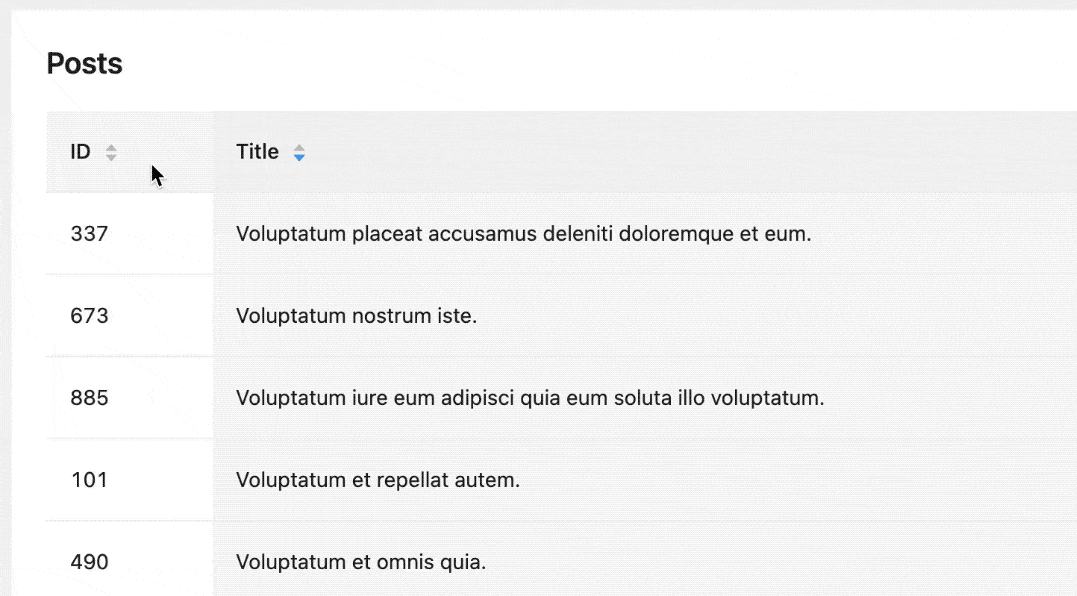 Posts
ID Title
337 Voluptatum placeat accusamus deleniti doloremque et eum.
673 Voluptatum nostrum iste.
885 Voluptatum iure eum adipisci quia eum soluta illo voluptatum.
101 Voluptatum et repellat autem.
490 Voluptatum et omnis quia.